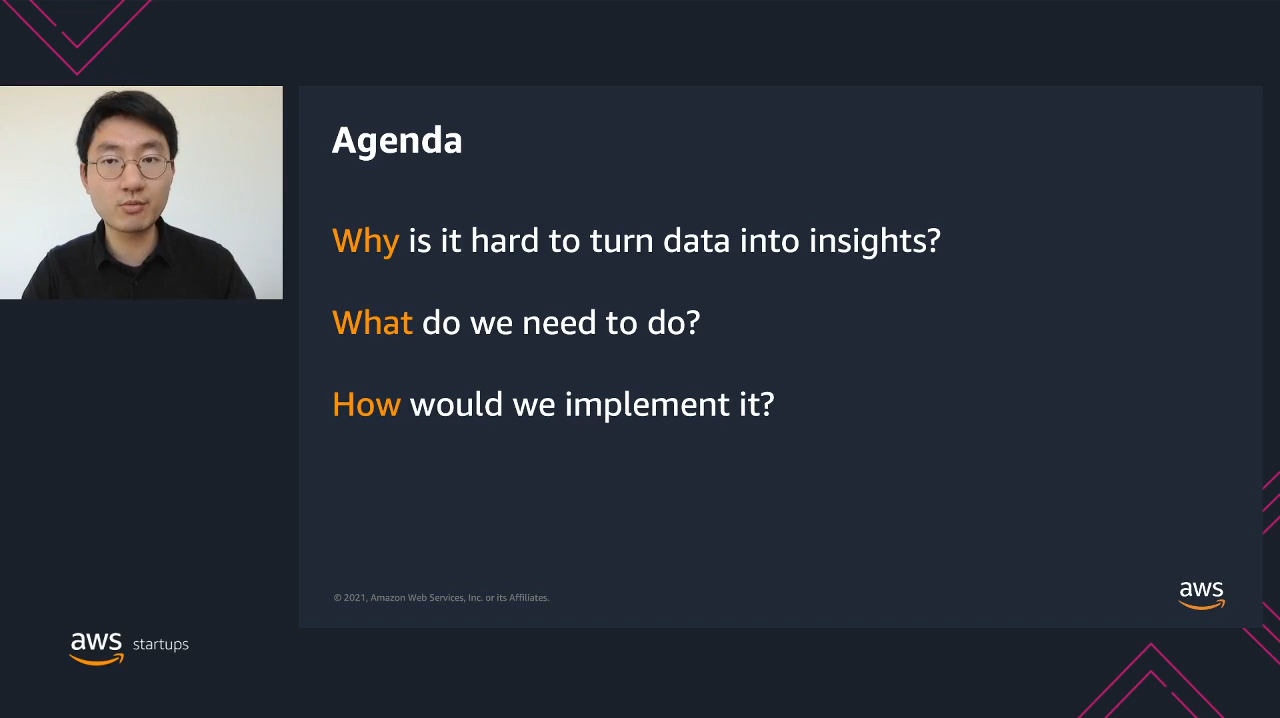 Agenda
Why is it hard to turn data into insights?
What do we need to do?
How would we implement it?
© 2021, Amazon Web Services, Inc. or its Affiliates.
aws
aws startups